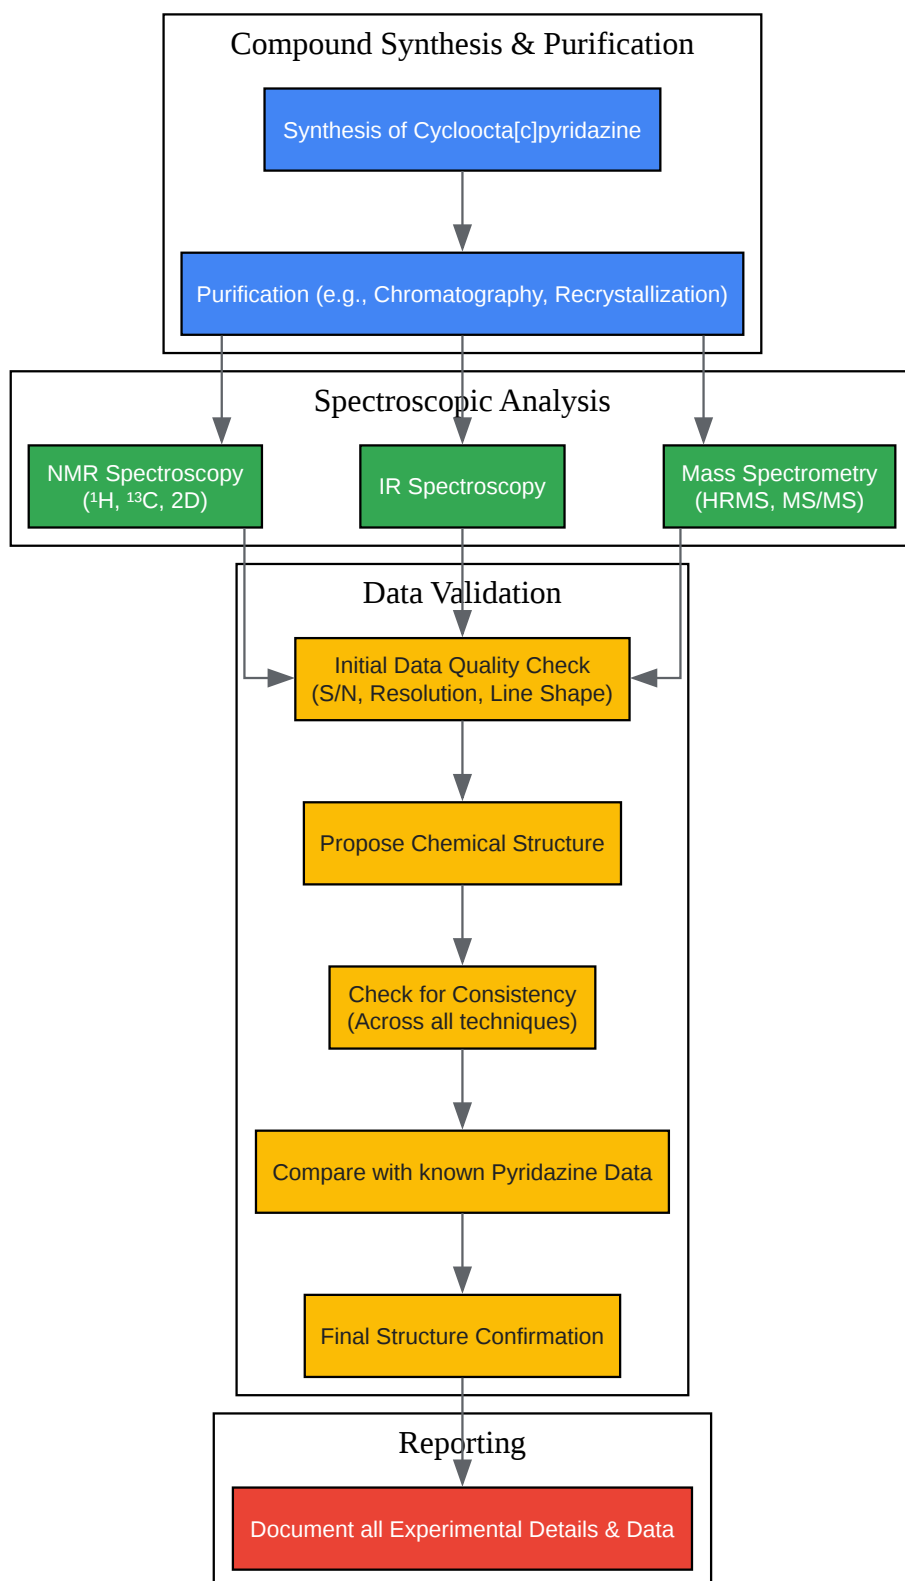 Compound Synthesis & Purification
Synthesis of Cycloocta[c]pyridazine
Purification (e.g., Chromatography, Recrystallization)
Spectroscopic Analysis
NMR Spectroscopy
(¹H, ¹³C, 2D)
IR Spectroscopy
Mass Spectrometry
(HRMS, MS/MS)
Data Validation
Initial Data Quality Check
(S/N, Resolution, Line Shape)
Propose Chemical Structure
Check for Consistency
(Across all techniques)
Compare with known Pyridazine Data
Final Structure Confirmation
Reporting
Document all Experimental Details & Data